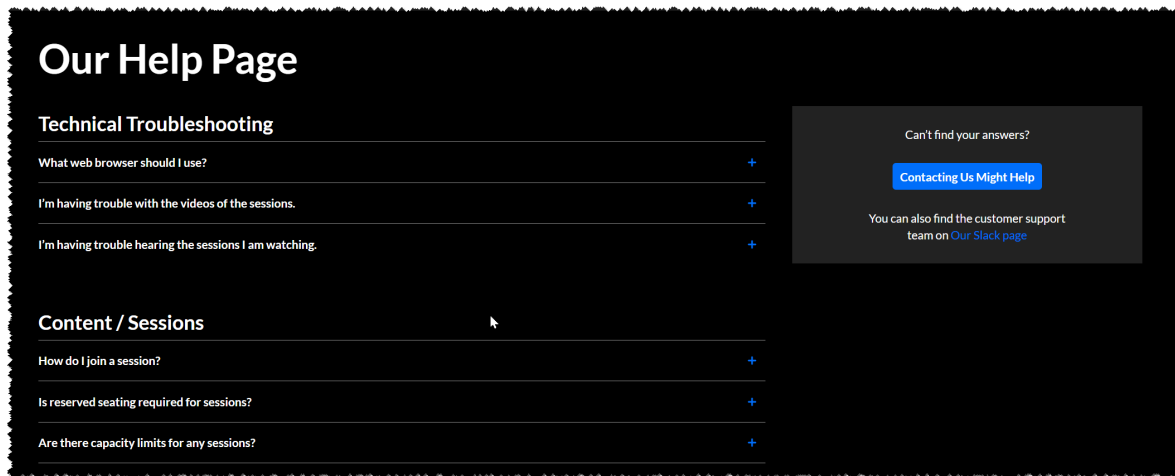 Our Help Page
Technical Troubleshooting
What web browser should I use?
I'm having trouble with the videos of the sessions.
I'm having trouble hearing the sessions I am watching.
Content / Sessions
How do I join a session?
Is reserved seating required for sessions?
Are there capacity limits for any sessions?
Can't find your answers?
Contacting Us Might Help
You can also find the customer support
team on Our Slack page